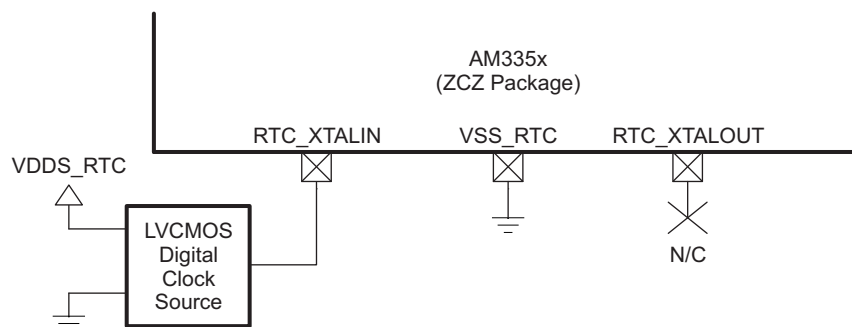 AM335x
(ZCZ Package)
RTC_XTALIN
VSS_RTC
RTC_XTALOUT
VDDS_RTC
LVCMOS
Digital
Clock
Source
N/C